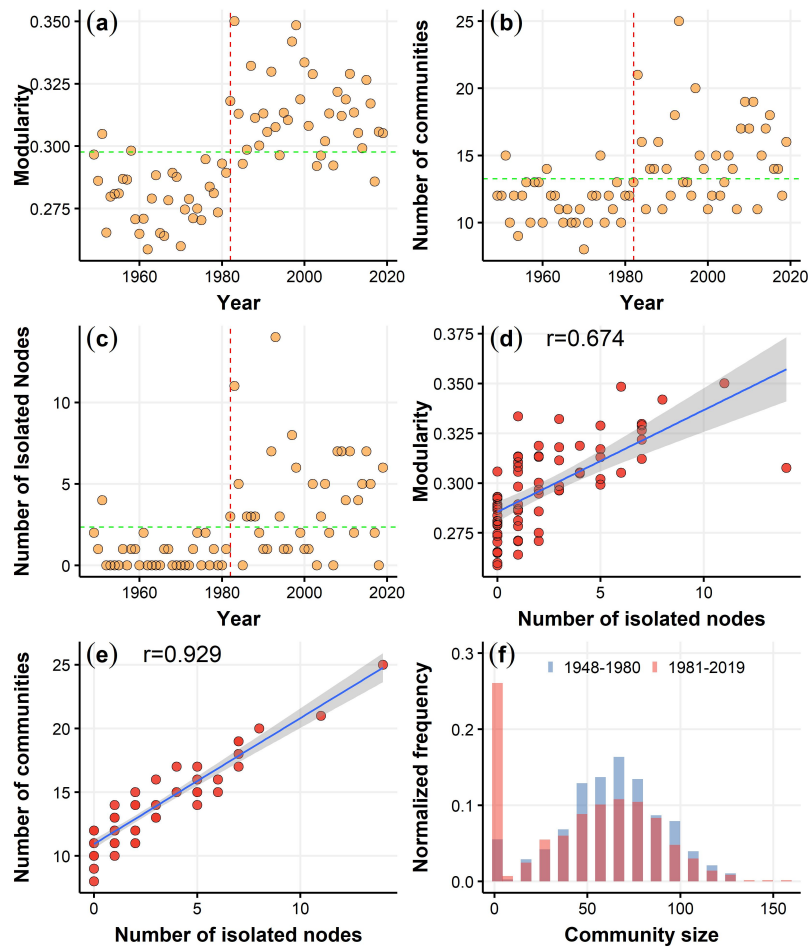 (a)
0.350
0.325
0.300
0.275
Modularity
1960
1980
2000
2020
Year
(b)
25
20
15
10
Number of communities
1960
1980
2000
2020
Year
(c)
10
5
0
Number of Isolated Nodes
1960
1980
2000
2020
Year
(d)
r=0.674
0.375
0.350
0.325
0.300
0.275
Modularity
0
5
10
Number of isolated nodes
(e)
r=0.929
25
20
15
10
Number of communities
0
5
10
Number of isolated nodes
(f)
1948-1980
1981-2019
0.3
0.2
0.1
0.0
Normalized frequency
0
50
100
150
Community size